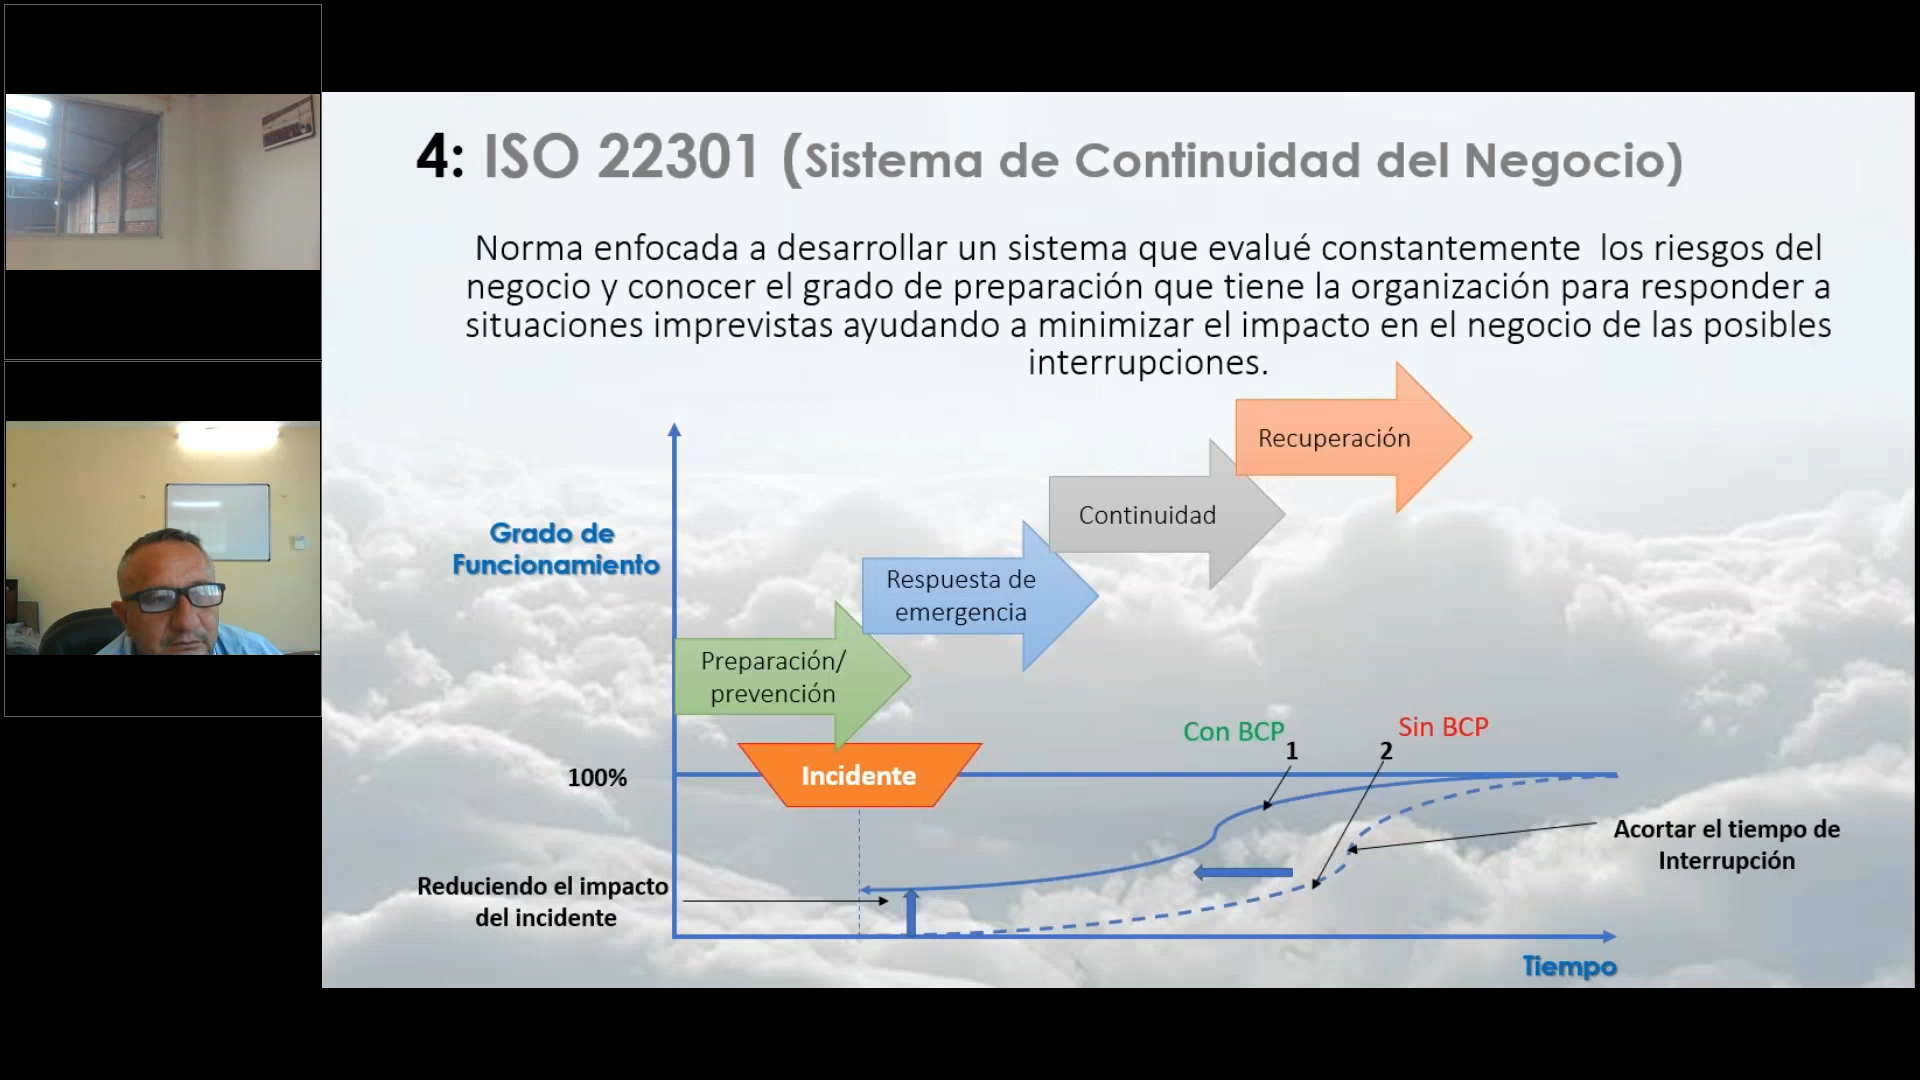 4: ISO 22301 (Sistema de Continuidad del Negocio)
Norma enfocada a desarrollar un sistema que evalué constantemente los riesgos del
negocio y conocer el grado de preparación que tiene la organización para responder a
situaciones imprevistas ayudando a minimizar el impacto en el negocio de las posibles
interrupciones.
Recuperación
Continuidad
Grado de
Funcionamiento
Respuesta de
emergencia
Preparación/
prevención
Con BCP
1
2
Sin BCP
100%
Incidente
Acortar el tiempo de
Interrupción
Reduciendo el impacto
del incidente
Tiempo